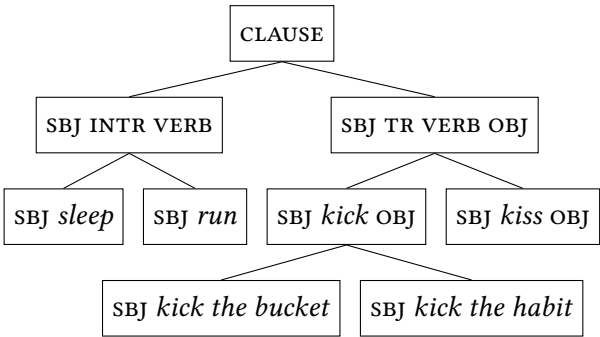 CLAUSE
SBJ INTR VERB SBJ TR VERB OBJ
SBJ sleep SBJ run SBJ kick OBJ SBJ kiss OBJ
SBJ kick the bucket SBJ kick the habit